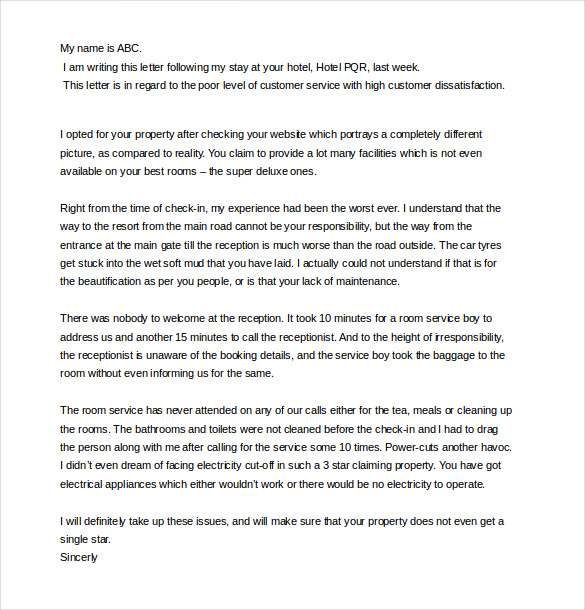 My name is ABC.
I am writing this letter following my stay at your hotel, Hotel PQR, last week.
This letter is in regard to the poor level of customer service with high customer dissatisfaction.
I opted for your property after checking your website which portrays a completely different
picture, as compared to reality. You claim to provide a lot many facilities which is not even
available on your best rooms – the super deluxe ones.
Right from the time of check-in, my experience had been the worst ever. I understand that the
way to the resort from the main road cannot be your responsibility, but the way from the
entrance at the main gate till the reception is much worse than the road outside. The car tyres
get stuck into the wet soft mud that you have laid. I actually could not understand if that is for
the beautification as per you people, or is that your lack of maintenance.
There was nobody to welcome at the reception. It took 10 minutes for a room service boy to
address us and another 15 minutes to call the receptionist. And to the height of irresponsibility,
the receptionist is unaware of the booking details, and the service boy took the baggage to the
room without even informing us for the same.
The room service has never attended on any of our calls either for the tea, meals or cleaning up
the rooms. The bathrooms and toilets were not cleaned before the check-in and I had to drag
the person along with me after calling for the service some 10 times. Power-cuts another havoc.
I didn’t even dream of facing electricity cut-off in such a 3 star claiming property. You have got
electrical appliances which either wouldn’t work or there would be no electricity to operate.
I will definitely take up these issues, and will make sure that your property does not even get a
single star.
Sincerly